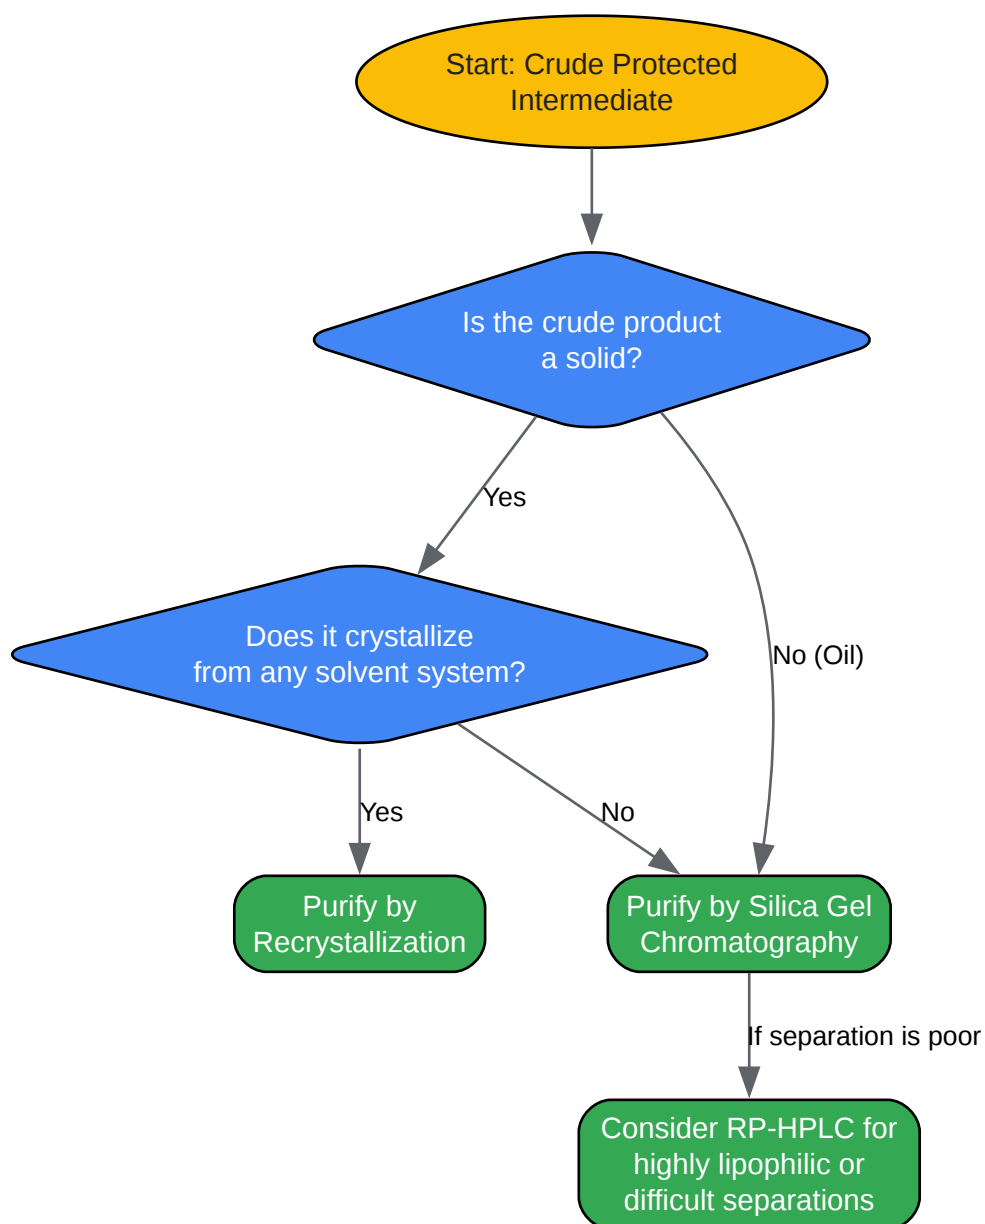 Start: Crude Protected
Intermediate
Is the crude product
a solid?
Yes
Does it crystallize
from any solvent system?
No (Oil)
Yes
No
Purify by
Recrystallization
Purify by Silica Gel
Chromatography
If separation is poor
Consider RP-HPLC for
highly lipophilic or
difficult separations